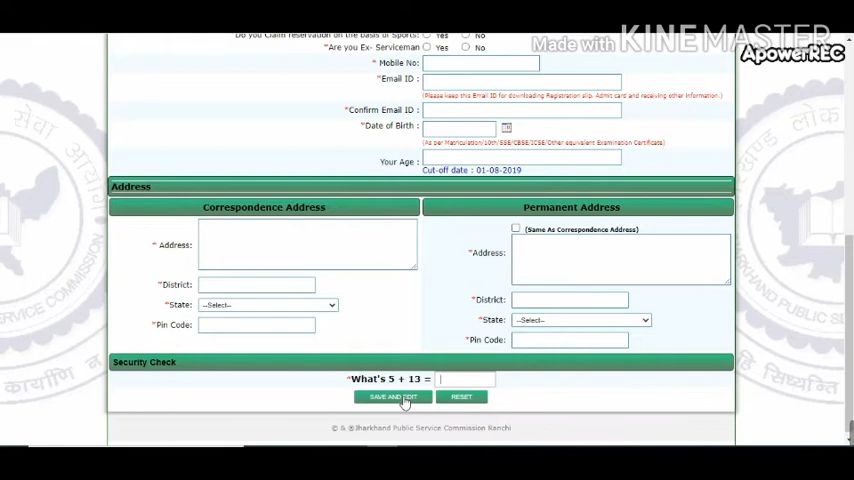 Do you Claim reservation on the basis of Sports: Yes No
Made with KINEMASTER
*Are you Ex- Serviceman Yes No
ApowerREC
* Mobile No:
*Email ID :
(Please keep this Email ID for downloading Registration slip, Admit card and receiving other information.)
*Confirm Email ID :
*Date of Birth :
(As per Matriculation/10th/SSE/CBSE/ICSE/Other equivalent Examination Certificate)
Your Age :
Cut-off date : 01-08-2019
Address
Correspondence Address
* Address:
*District:
*State: --Select--
*Pin Code:
Permanent Address
(Same As Correspondence Address)
*Address:
*District:
*State: --Select--
*Pin Code:
Security Check
*What's 5 + 13 =
SAVE AND EDIT RESET
© & ®Jharkhand Public Service Commission Ranchi